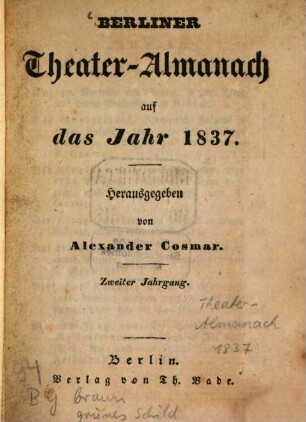 BERLINER
Theater-Almanach
auf
das Jahr 1837.
Herausgegeben
von
Alexander Cosmar.
Zweiter Jahrgang.
Theater-
Almanach
1837
Berlin.
Verlag von Th. Bade.
94
BG braun
grünes Schild